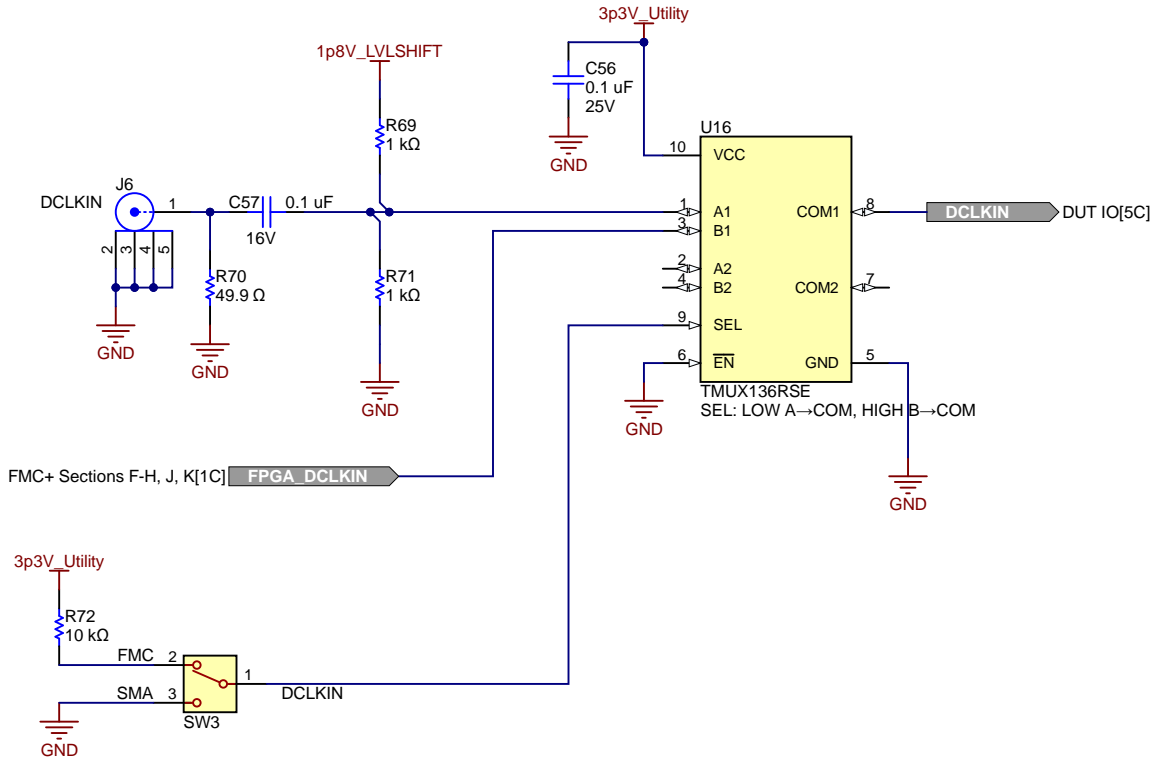 3p3V_Utility
1p8V_LVLSHIFT
C56
0.1 uF
25V
GND
R69
1 kΩ
U16
10
VCC
J6
DCLKIN
1
C57
0.1 uF
16V
2
3
4
5
GND
R70
49.9 Ω
GND
R71
1 kΩ
GND
1
A1
3
B1
2
A2
4
B2
9
SEL
6
EN
COM1
8
COM2
7
GND
5
DCLKIN
DUT IO[5C]
GND
TMUX136RSE
SEL: LOW A→COM, HIGH B→COM
GND
FMC+ Sections F-H, J, K[1C]
FPGA_DCLKIN
3p3V_Utility
R72
10 kΩ
FMC
2
SMA
3
1
DCLKIN
SW3
GND